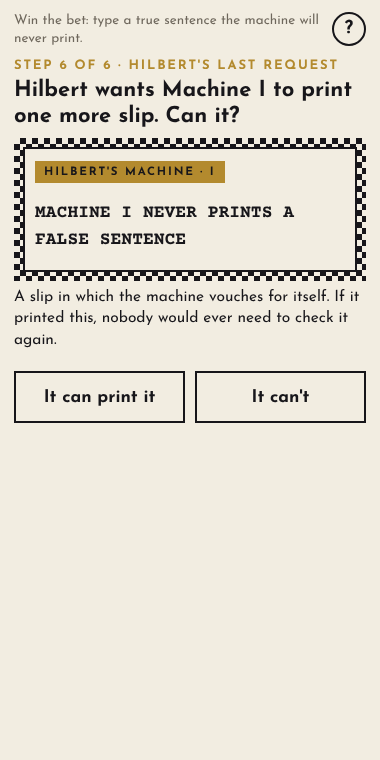 Win the bet: type a true sentence the machine will
never print.
?
STEP 6 OF 6 · HILBERT'S LAST REQUEST
Hilbert wants Machine I to print
one more slip. Can it?
HILBERT'S MACHINE · I
MACHINE I NEVER PRINTS A
FALSE SENTENCE
A slip in which the machine vouches for itself. If it
printed this, nobody would ever need to check it
again.
It can print it
It can't